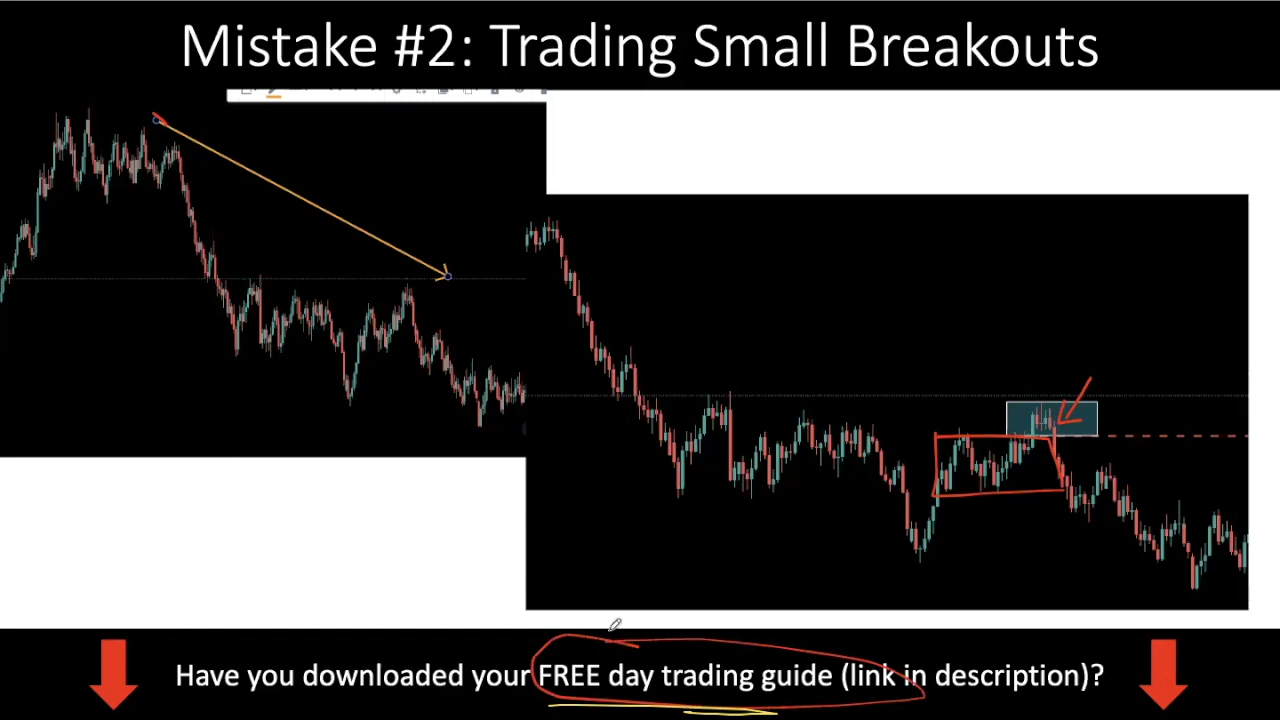 Mistake #2: Trading Small Breakouts
Have you downloaded your FREE day trading guide (link in description)?